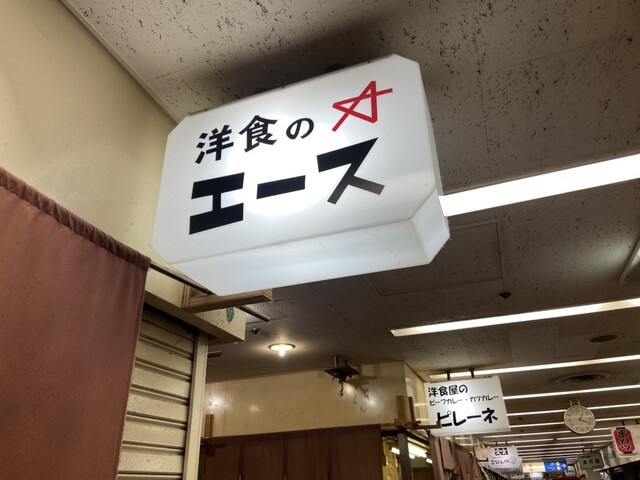 洋食の
エース
洋食屋の
ビーフカレー・カツカレー
ピレーネ